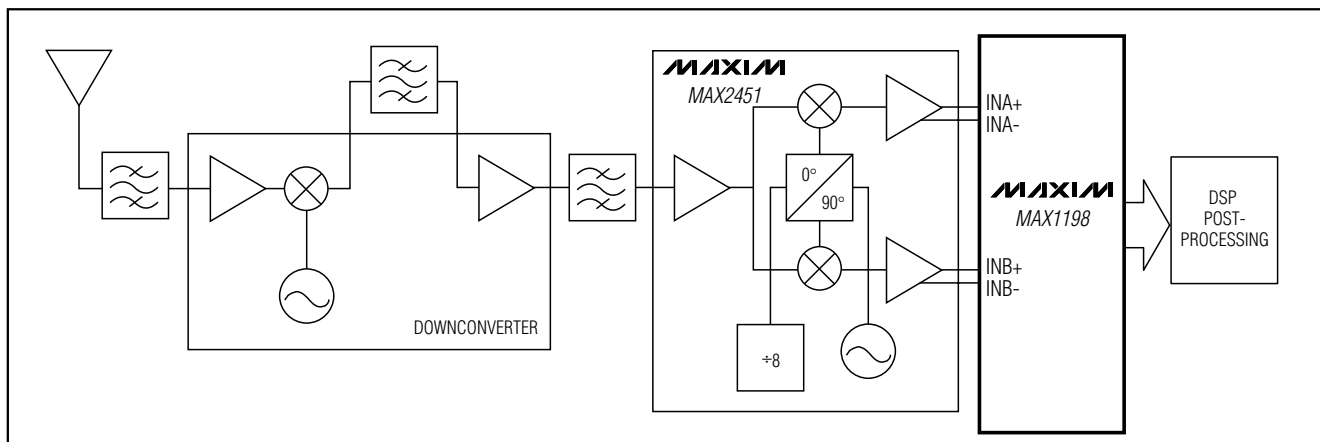 DOWNCONVERTER
MAXIM
MAX2451
0°
90°
÷8
INA+
INA-
MAXIM
MAX1198
INB+
INB-
DSP
POST-
PROCESSING